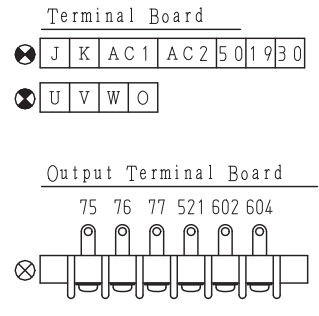 Terminal Board
J K AC1 AC2 50 19 30
U V W O
Output Terminal Board
75 76 77 521 602 604